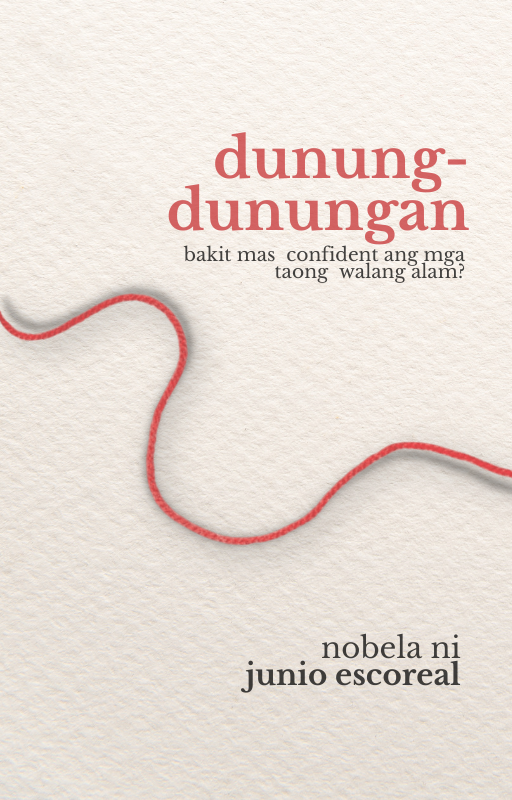 dunung-
dunungan
bakit mas  confident ang mga
taong  walang alam?
nobela ni
junio escoreal